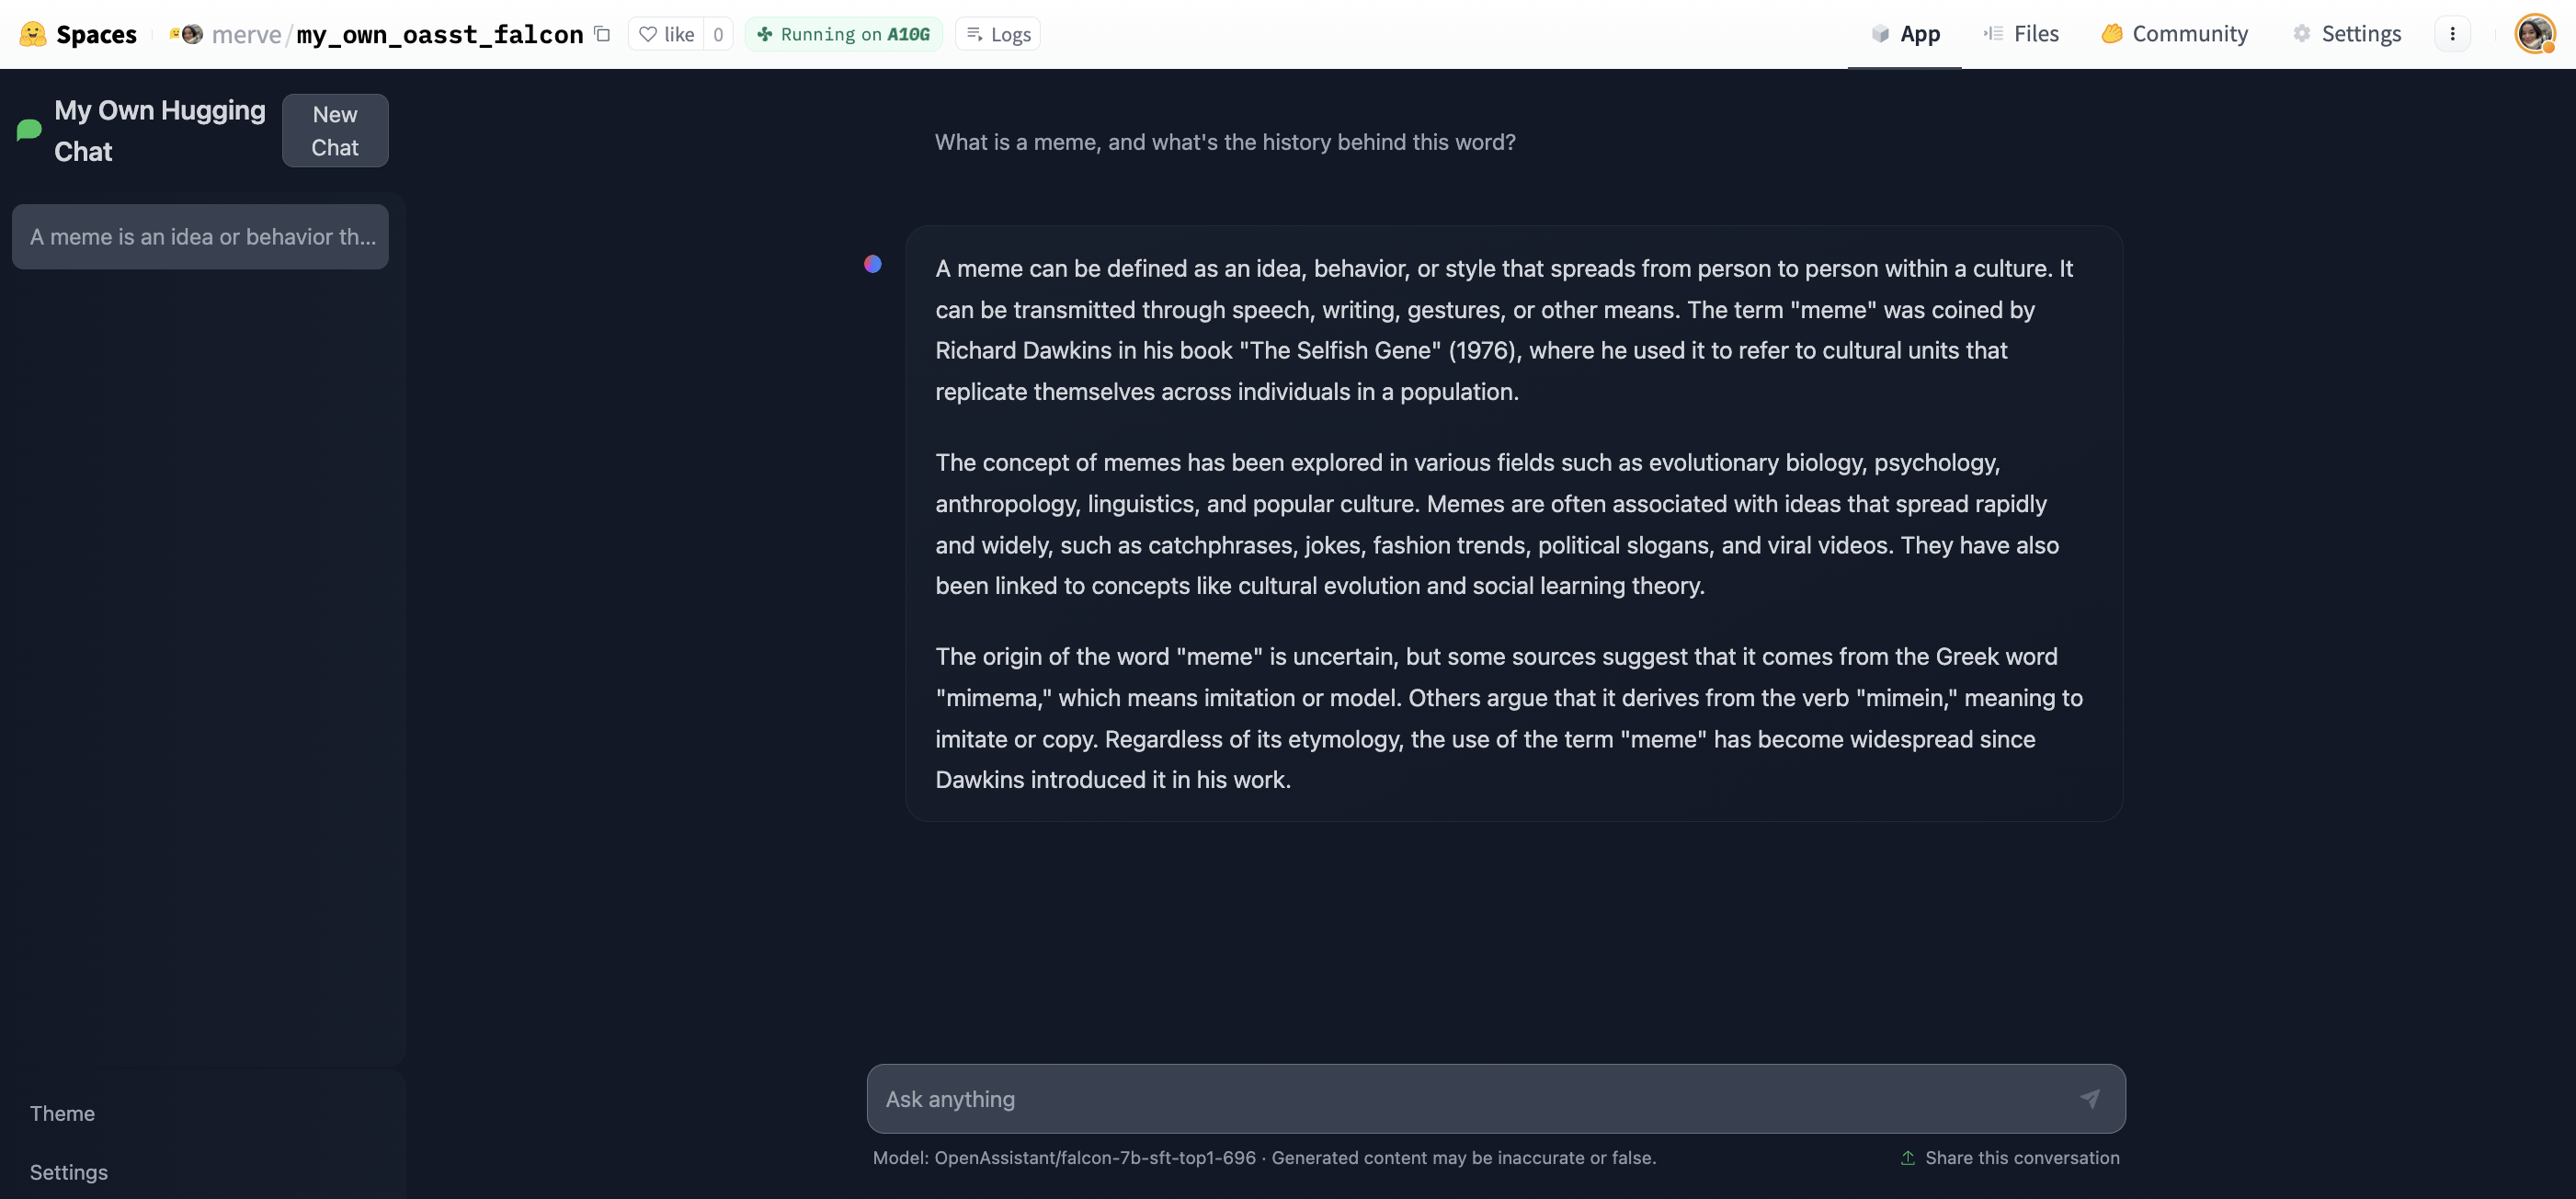 Spaces
merve/my_own_oasst_falcon
like 0
Running on A10G
Logs
App
Files
Community
Settings
My Own Hugging
Chat
New
Chat
A meme is an idea or behavior th...
Theme
Settings
What is a meme, and what's the history behind this word?
A meme can be defined as an idea, behavior, or style that spreads from person to person within a culture. It
can be transmitted through speech, writing, gestures, or other means. The term "meme" was coined by
Richard Dawkins in his book "The Selfish Gene" (1976), where he used it to refer to cultural units that
replicate themselves across individuals in a population.
The concept of memes has been explored in various fields such as evolutionary biology, psychology,
anthropology, linguistics, and popular culture. Memes are often associated with ideas that spread rapidly
and widely, such as catchphrases, jokes, fashion trends, political slogans, and viral videos. They have also
been linked to concepts like cultural evolution and social learning theory.
The origin of the word "meme" is uncertain, but some sources suggest that it comes from the Greek word
"mimema," which means imitation or model. Others argue that it derives from the verb "mimein," meaning to
imitate or copy. Regardless of its etymology, the use of the term "meme" has become widespread since
Dawkins introduced it in his work.
Ask anything
Model: OpenAssistant/falcon-7b-sft-top1-696 · Generated content may be inaccurate or false.
Share this conversation